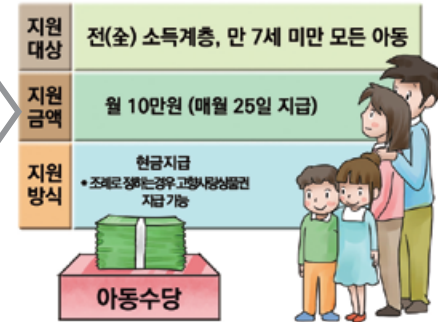 지원
대상
전(全) 소득계층, 만 7세 미만 모든 아동
지원
금액
월 10만원 (매월 25일 지급)
지원
방식
현금지급
* 조례로 정하는경우 고향사랑상품권
지급 가능
아동수당